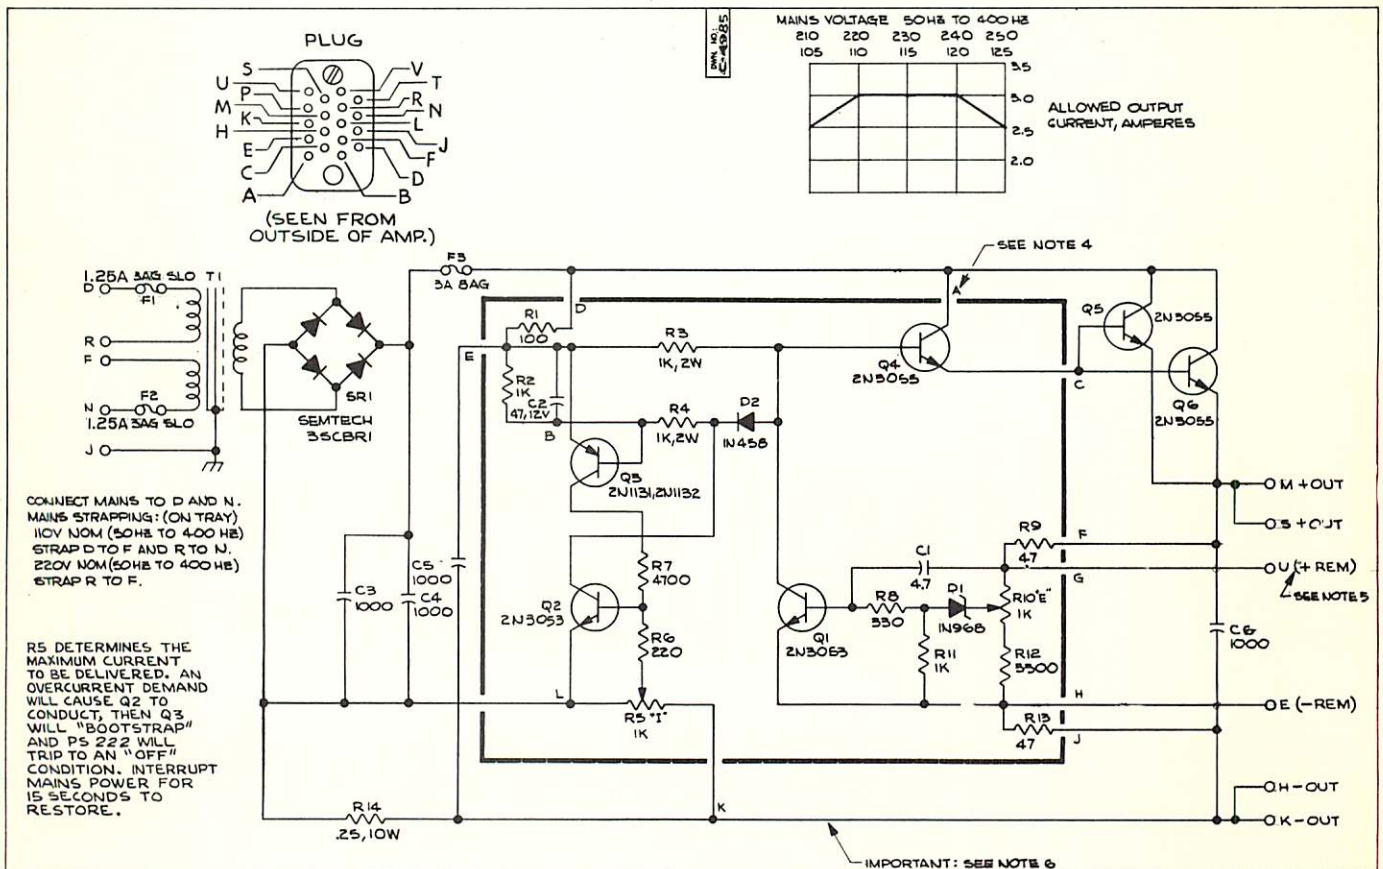 PLUG
S
U
P
M
K
H
E
C
A
V
T
R
N
L
J
F
D
B
(SEEN FROM
OUTSIDE OF AMP.)
DWN. NO.:
C-4985
MAINS VOLTAGE 50HZ TO 400HZ
210 220 230 240 250
105 110 115 120 125
3.5
3.0
2.5
2.0
ALLOWED OUTPUT
CURRENT, AMPERES
SEE NOTE 4
1.25A 3AG SLO T1
D
F1
R
F
F2
N
1.25A 3AG SLO
J
SR1
SEMTECH
35CBR1
F3
3A 8AG
D
A
R1
100
E
R2
1K
C2
47,12V
B
R3
1K,2W
R4
1K,2W
D2
1N458
Q3
2N1131,2N1132
Q4
2N3055
C
Q5
2N3055
Q6
2N3055
M +OUT
S +OUT
CONNECT MAINS TO D AND N.
MAINS STRAPPING: (ON TRAY)
110V NOM (50HZ TO 400 HZ)
STRAP D TO F AND R TO N.
220V NOM (50HZ TO 400HZ)
STRAP R TO F.
C3
1000
C5
1000
C4
1000
Q2
2N3053
R7
4700
R6
220
L
R5 "I"
1K
C1
4.7
R8
330
D1
1N968
R11
1K
Q1
2N3053
R9
47
F
G
R10 "E"
1K
R12
3300
H
R13
47
J
U (+ REM)
SEE NOTE 5
C6
1000
E (-REM)
R5 DETERMINES THE
MAXIMUM CURRENT
TO BE DELIVERED. AN
OVERCURRENT DEMAND
WILL CAUSE Q2 TO
CONDUCT, THEN Q3
WILL "BOOTSTRAP"
AND PS 222 WILL
TRIP TO AN "OFF"
CONDITION. INTERRUPT
MAINS POWER FOR
15 SECONDS TO
RESTORE.
R14
.25,10W
K
H -OUT
K -OUT
IMPORTANT: SEE NOTE 6